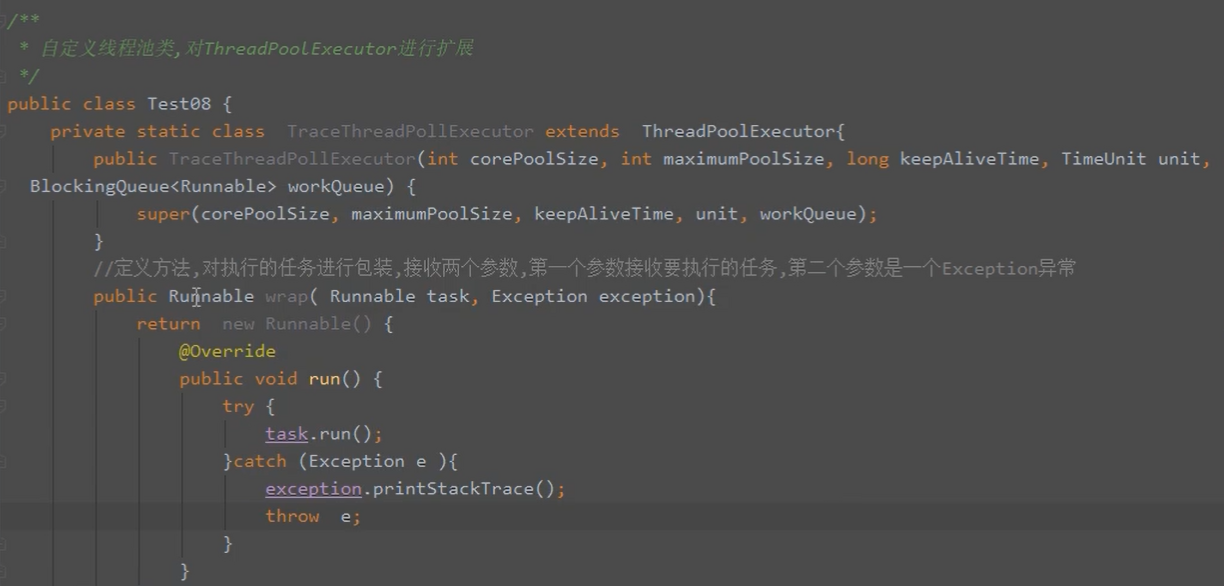 /**
 * 自定义线程池类,对ThreadPoolExecutor进行扩展
 */
public class Test08 {
    private static class  TraceThreadPollExecutor extends  ThreadPoolExecutor{
        public TraceThreadPollExecutor(int corePoolSize, int maximumPoolSize, long keepAliveTime, TimeUnit unit,
  BlockingQueue<Runnable> workQueue) {
            super(corePoolSize, maximumPoolSize, keepAliveTime, unit, workQueue);
        }
        //定义方法,对执行的任务进行包装,接收两个参数,第一个参数接收要执行的任务,第二个参数是一个Exception异常
        public Runnable wrap( Runnable task, Exception exception){
            return  new Runnable() {
                @Override
                public void run() {
                    try {
                        task.run();
                    }catch (Exception e ){
                        exception.printStackTrace();
                        throw  e;
                    }
                }